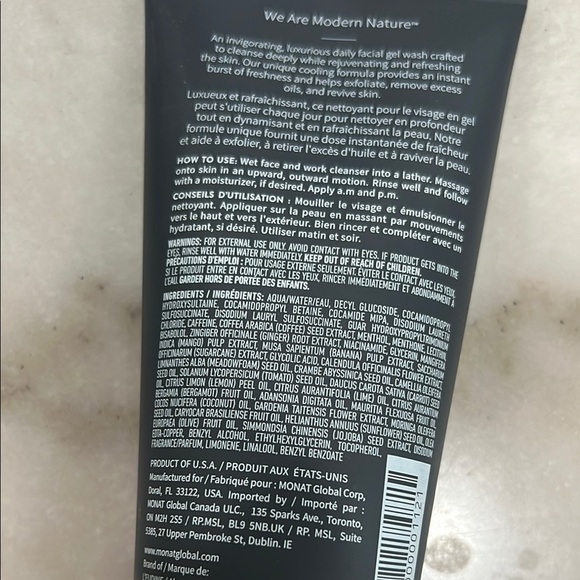 We Are Modern Nature™
An invigorating, luxurious daily facial gel wash crafted
to cleanse deeply while rejuvenating and refreshing
the skin. Our unique cooling formula provides an instant
burst of freshness and helps exfoliate, remove excess
oils, and revive skin.
Luxueux et rafraîchissant, ce nettoyant pour le visage en gel
peut s'utiliser chaque jour pour nettoyer en profondeur
tout en dynamisant et en rafraîchissant la peau. Notre
formule unique fournit une dose instantanée de fraîcheur
et aide à exfolier, à retirer l'excès d'huile et à raviver la peau.
HOW TO USE: Wet face and work cleanser into a lather. Massage
onto skin in an upward, outward motion. Rinse well and follow
with a moisturizer, if desired. Apply a.m and p.m.
CONSEILS D'UTILISATION : Mouiller le visage et émulsionner le
nettoyant. Appliquer sur la peau en massant par mouvements
vers le haut et vers l'extérieur. Bien rincer et compléter avec un
hydratant, si désiré. Utiliser matin et soir.
WARNINGS: FOR EXTERNAL USE ONLY. AVOID CONTACT WITH EYES. IF PRODUCT GETS INTO THE
EYES, RINSE WELL WITH WATER IMMEDIATELY. KEEP OUT OF REACH OF CHILDREN.
PRÉCAUTIONS D'EMPLOI : POUR USAGE EXTERNE SEULEMENT. ÉVITER LE CONTACT AVEC LES YEUX.
SI LE PRODUIT ENTRE EN CONTACT AVEC LES YEUX, RINCER IMMÉDIATEMENT ET ABONDAMMENT À
L'EAU. GARDER HORS DE PORTÉE DES ENFANTS.
INGREDIENTS / INGRÉDIENTS: AQUA/WATER/EAU, DECYL GLUCOSIDE, COCAMIDOPROPYL
HYDROXYSULTAINE, COCAMIDOPROPYL BETAINE, COCAMIDE MIPA, DISODIUM LAURETH
SULFOSUCCINATE, DISODIUM LAURYL SULFOSUCCINATE, GUAR HYDROXYPROPYLTRIMONIUM
CHLORIDE, CAFFEINE, COFFEA ARABICA (COFFEE) SEED EXTRACT, MENTHOL, MENTHONE, LECITHIN,
BISABOLOL, ZINGIBER OFFICINALE (GINGER) ROOT EXTRACT, NIACINAMIDE, GLYCERIN, MANGIFERA
INDICA (MANGO) PULP EXTRACT, MUSA SAPIENTUM (BANANA) PULP EXTRACT, SACCHARUM
OFFICINARUM (SUGARCANE) EXTRACT, GLYCOLIC ACID, CALENDULA OFFICINALIS FLOWER EXTRACT,
LIMNANTHES ALBA (MEADOWFOAM) SEED OIL, CRAMBE ABYSSINICA SEED OIL, CAMELLIA OLEIFERA
SEED OIL, SOLANUM LYCOPERSICUM (TOMATO) SEED OIL, DAUCUS CAROTA SATIVA (CARROT) SEED
OIL, CITRUS LIMON (LEMON) PEEL OIL, CITRUS AURANTIFOLIA (LIME) OIL, CITRUS AURANTIUM
BERGAMIA (BERGAMOT) FRUIT OIL, ADANSONIA DIGITATA OIL, MAURITIA FLEXUOSA FRUIT OIL,
COCOS NUCIFERA (COCONUT) OIL, GARDENIA TAITENSIS FLOWER EXTRACT, MORINGA OLEIFERA
SEED OIL, CARYOCAR BRASILIENSE FRUIT OIL, HELIANTHUS ANNUUS (SUNFLOWER) SEED OIL, OLEA
EUROPAEA (OLIVE) FRUIT OIL, SIMMONDSIA CHINENSIS (JOJOBA) SEED EXTRACT, DISODIUM
EDTA-COPPER, BENZYL ALCOHOL, ETHYLHEXYLGLYCERIN, TOCOPHEROL,
FRAGRANCE/PARFUM, LIMONENE, LINALOOL, BENZYL BENZOATE
PRODUCT OF U.S.A. / PRODUIT AUX ÉTATS-UNIS
Manufactured for / Fabriqué pour : MONAT Global Corp,
Doral, FL 33122, USA. Imported by / Importé par :
MONAT Global Canada ULC., 135 Sparks Ave., Toronto,
ON M2H 2S5 / RP.MSL, BL9 5NB.UK / RP. MSL, Suite
5385, 27 Upper Pembroke St, Dublin. IE
www.monatglobal.com
Brand of / Marque de: